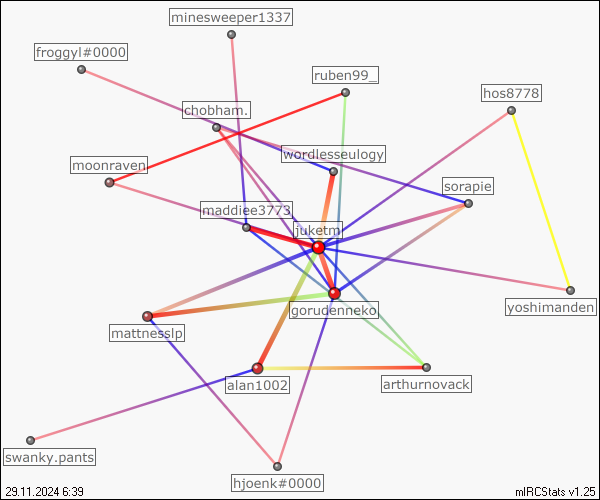 minesweeper1337
froggyl#0000
ruben99_
hos8778
chobham.
wordlesseulogy
moonraven
sorapie
maddiee3773
juketm
gorudenneko
yoshimanden
mattnesslp
alan1002
arthurnovack
swanky.pants
hjoenk#0000
29.11.2024 6:39
mIRCStats v1.25